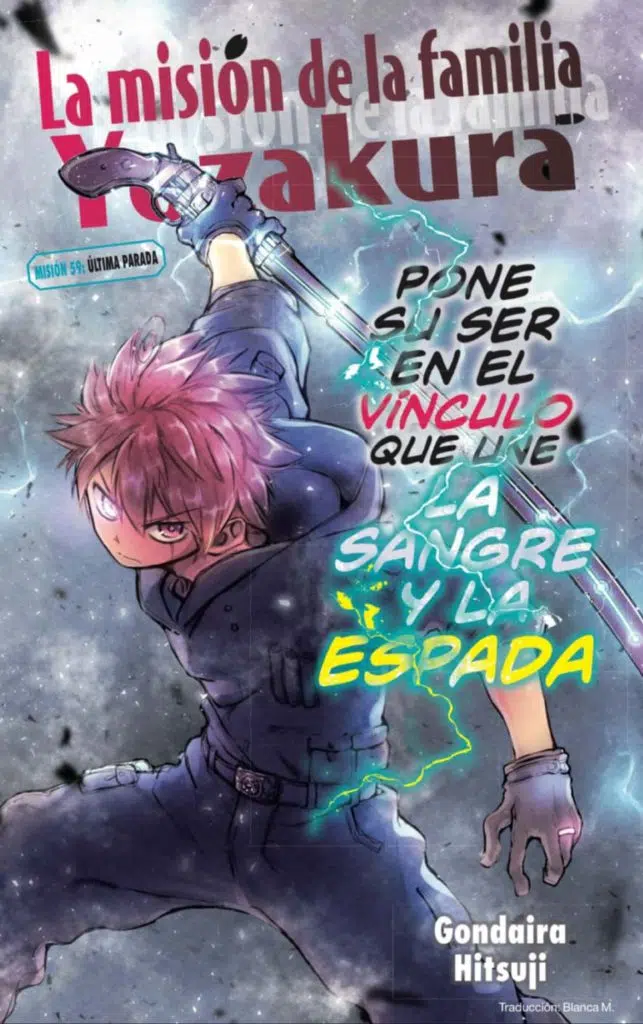 La misión de la familia
Yozakura
MISIÓN 59: ÚLTIMA PARADA
PONE
SU SER
EN EL
VÍNCULO
QUE UNE
LA
SANGRE
Y LA
ESPADA
Gondaira
Hitsuji
Traducción: Blanca M.